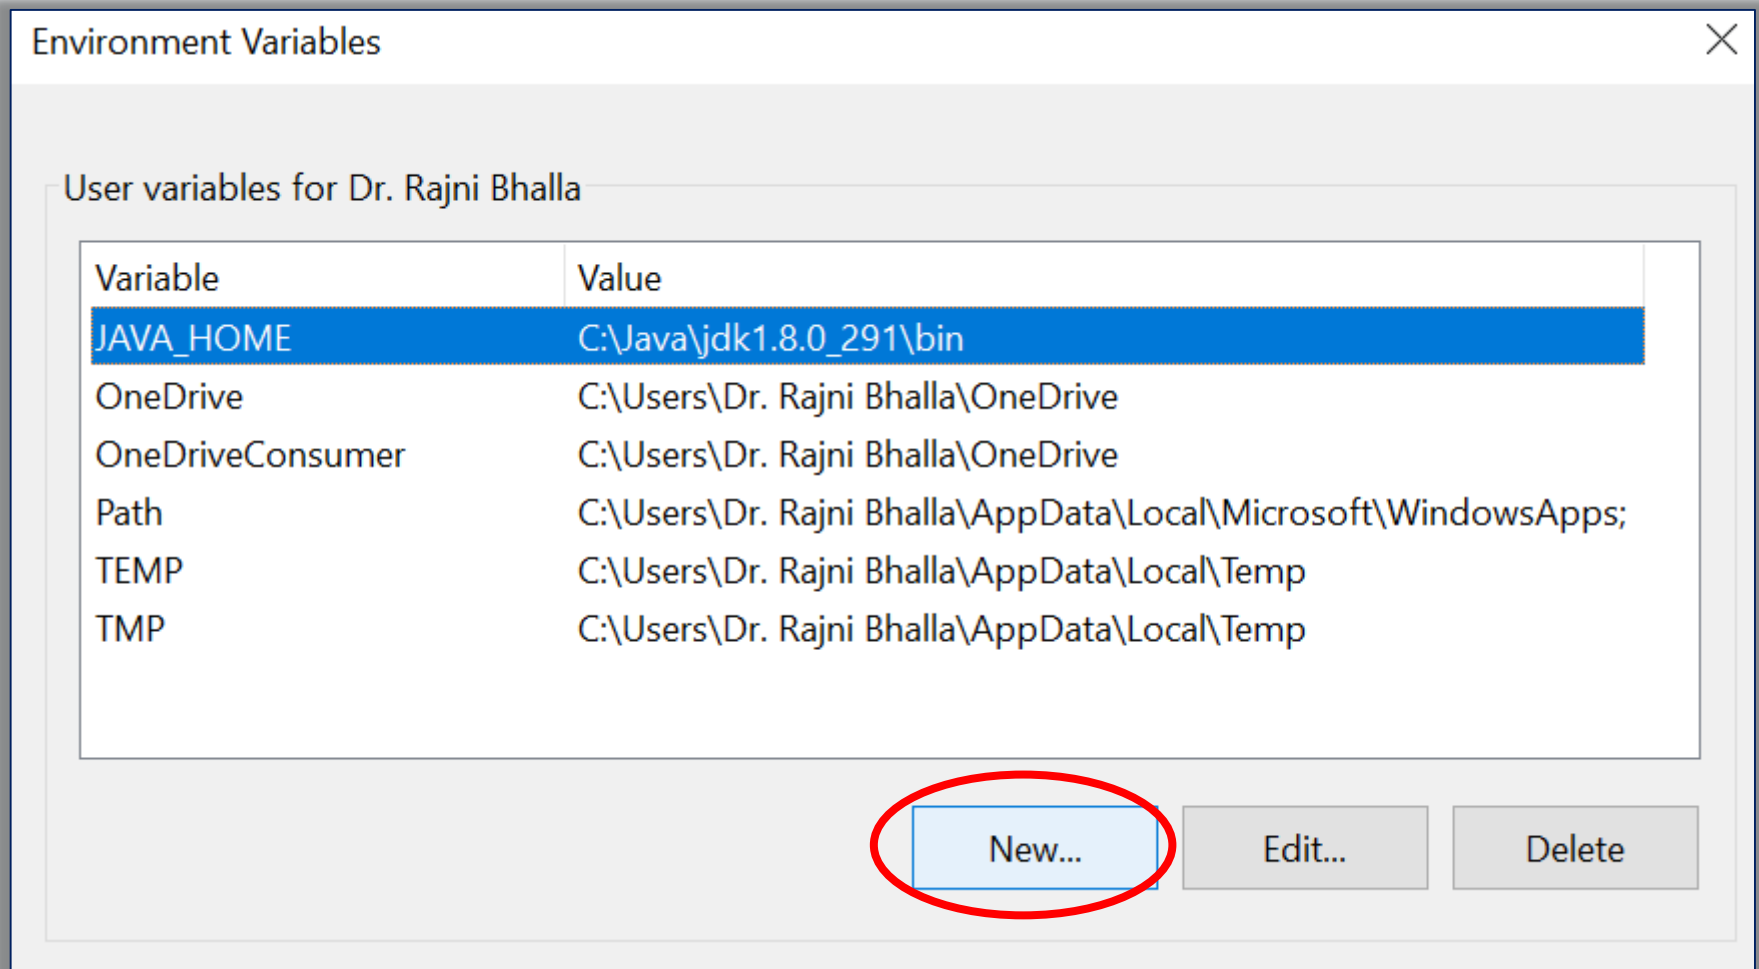 Environment Variables
User variables for Dr. Rajni Bhalla
Variable Value
JAVA_HOME C:\Java\jdk1.8.0_291\bin
OneDrive C:\Users\Dr. Rajni Bhalla\OneDrive
OneDriveConsumer C:\Users\Dr. Rajni Bhalla\OneDrive
Path C:\Users\Dr. Rajni Bhalla\AppData\Local\Microsoft\WindowsApps;
TEMP C:\Users\Dr. Rajni Bhalla\AppData\Local\Temp
TMP C:\Users\Dr. Rajni Bhalla\AppData\Local\Temp
New... Edit... Delete